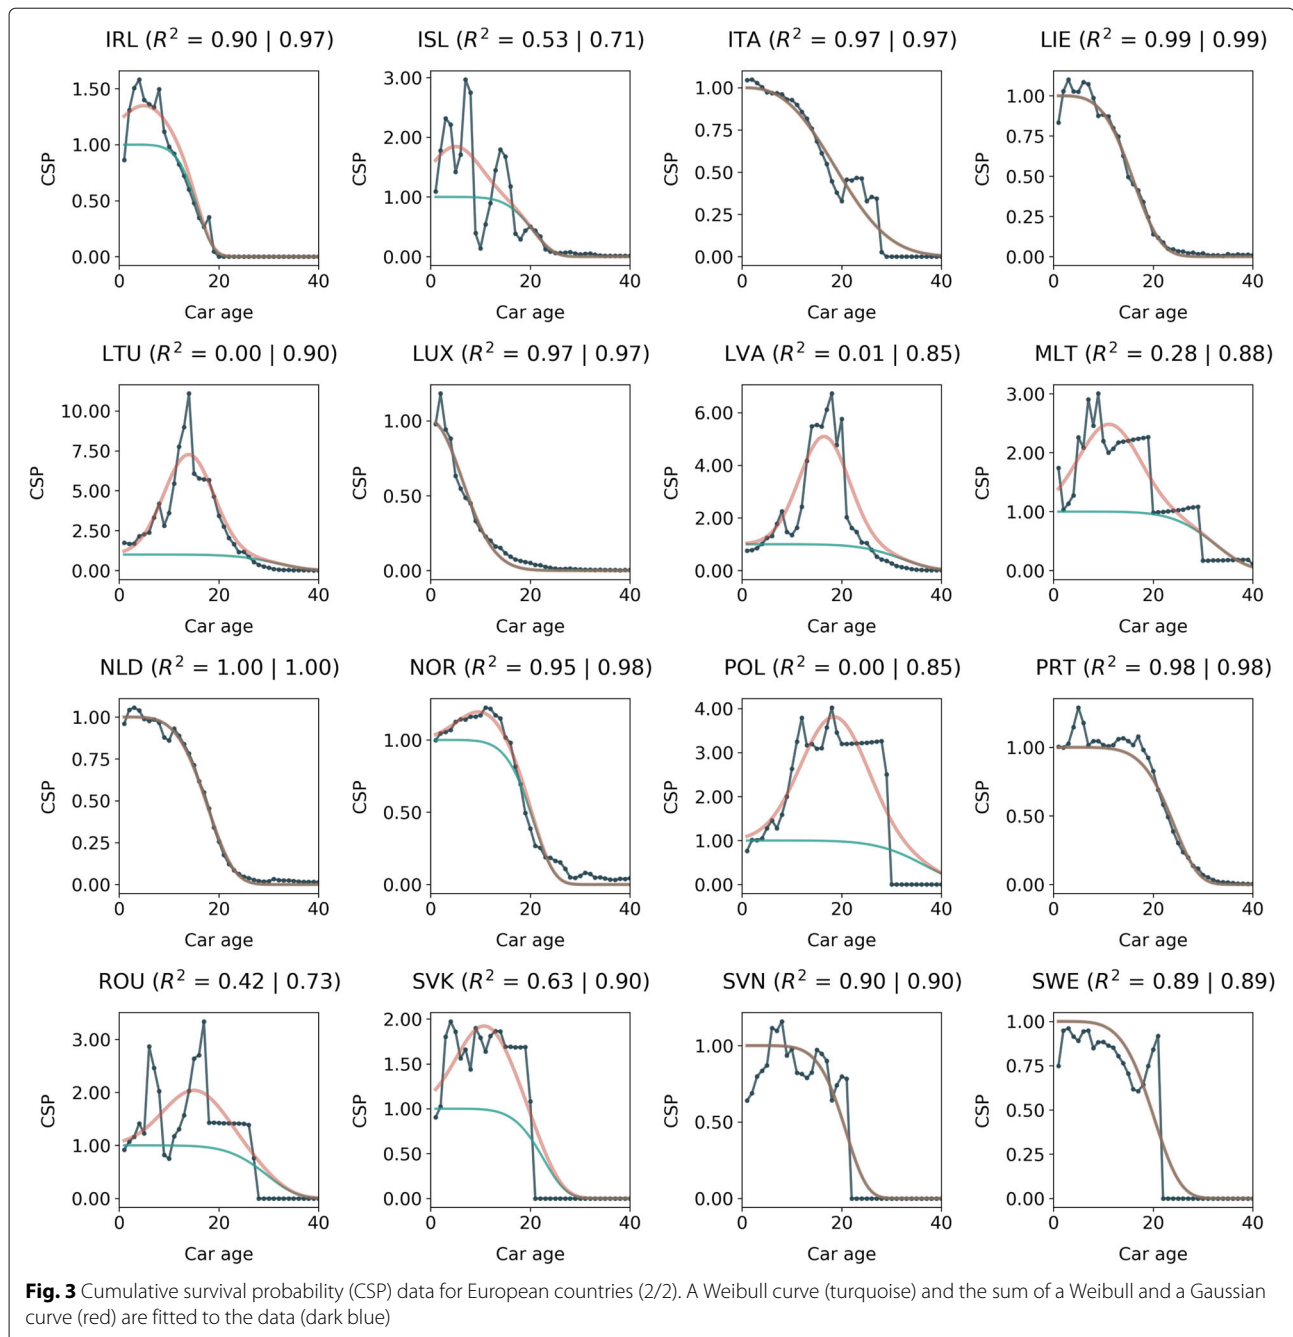 IRL (R² = 0.90 | 0.97)
ISL (R² = 0.53 | 0.71)
ITA (R² = 0.97 | 0.97)
LIE (R² = 0.99 | 0.99)
CSP
1.50
1.00
0.50
0.00
0 20 40
Car age
CSP
3.00
2.00
1.00
0.00
0 20 40
Car age
CSP
1.00
0.75
0.50
0.25
0.00
0 20 40
Car age
CSP
1.00
0.75
0.50
0.25
0.00
0 20 40
Car age
LTU (R² = 0.00 | 0.90)
LUX (R² = 0.97 | 0.97)
LVA (R² = 0.01 | 0.85)
MLT (R² = 0.28 | 0.88)
CSP
10.00
7.50
5.00
2.50
0.00
0 20 40
Car age
CSP
1.00
0.50
0.00
0 20 40
Car age
CSP
6.00
4.00
2.00
0.00
0 20 40
Car age
CSP
3.00
2.00
1.00
0.00
0 20 40
Car age
NLD (R² = 1.00 | 1.00)
NOR (R² = 0.95 | 0.98)
POL (R² = 0.00 | 0.85)
PRT (R² = 0.98 | 0.98)
CSP
1.00
0.75
0.50
0.25
0.00
0 20 40
Car age
CSP
1.00
0.50
0.00
0 20 40
Car age
CSP
4.00
3.00
2.00
1.00
0.00
0 20 40
Car age
CSP
1.00
0.50
0.00
0 20 40
Car age
ROU (R² = 0.42 | 0.73)
SVK (R² = 0.63 | 0.90)
SVN (R² = 0.90 | 0.90)
SWE (R² = 0.89 | 0.89)
CSP
3.00
2.00
1.00
0.00
0 20 40
Car age
CSP
2.00
1.50
1.00
0.50
0.00
0 20 40
Car age
CSP
1.00
0.50
0.00
0 20 40
Car age
CSP
1.00
0.75
0.50
0.25
0.00
0 20 40
Car age
Fig. 3 Cumulative survival probability (CSP) data for European countries (2/2). A Weibull curve (turquoise) and the sum of a Weibull and a Gaussian
curve (red) are fitted to the data (dark blue)